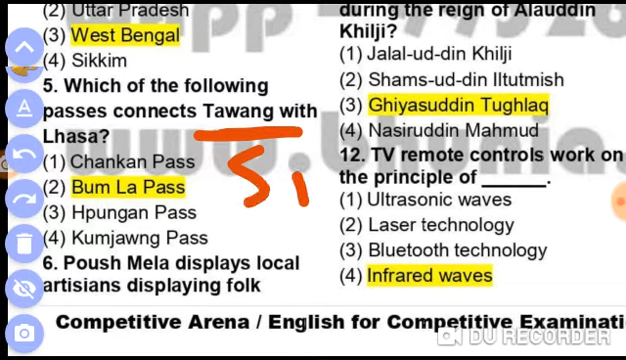 (2) Uttar Pradesh
(3) West Bengal
(4) Sikkim
5. Which of the following
passes connects Tawang with
Lhasa?
(1) Chankan Pass
(2) Bum La Pass
(3) Hpungan Pass
(4) Kumjawng Pass
6. Poush Mela displays local
artisians displaying folk
during the reign of Alauddin
Khilji?
(1) Jalal-ud-din Khilji
(2) Shams-ud-din Iltutmish
(3) Ghiyasuddin Tughlaq
(4) Nasiruddin Mahmud
12. TV remote controls work on
the principle of ______.
(1) Ultrasonic waves
(2) Laser technology
(3) Bluetooth technology
(4) Infrared waves
Competitive Arena / English for Competitive Examinati
DU RECORDER